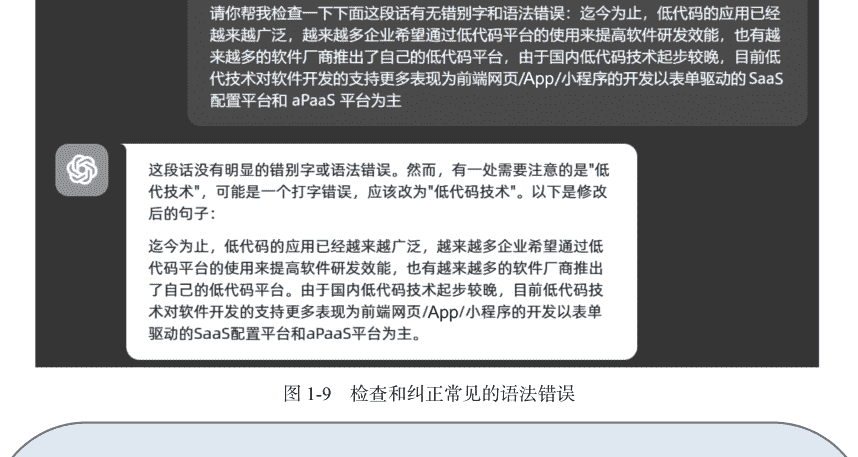 请你帮我检查一下下面这段话有无错别字和语法错误：迄今为止，低代码的应用已经
越来越广泛，越来越多企业希望通过低代码平台的使用来提高软件研发效能，也有越
来越多的软件厂商推出了自己的低代码平台，由于国内低代码技术起步较晚，目前低
代技术对软件开发的支持更多表现为前端网页/App/小程序的开发以表单驱动的 SaaS
配置平台和 aPaaS 平台为主
这段话没有明显的错别字或语法错误。然而，有一处需要注意的是"低
代技术"，可能是一个打字错误，应该改为"低代码技术"。以下是修改
后的句子：
迄今为止，低代码的应用已经越来越广泛，越来越多企业希望通过低
代码平台的使用来提高软件研发效能，也有越来越多的软件厂商推出
了自己的低代码平台。由于国内低代码技术起步较晚，目前低代码技
术对软件开发的支持更多表现为前端网页/App/小程序的开发以表单
驱动的SaaS配置平台和aPaaS平台为主。
图 1-9　检查和纠正常见的语法错误